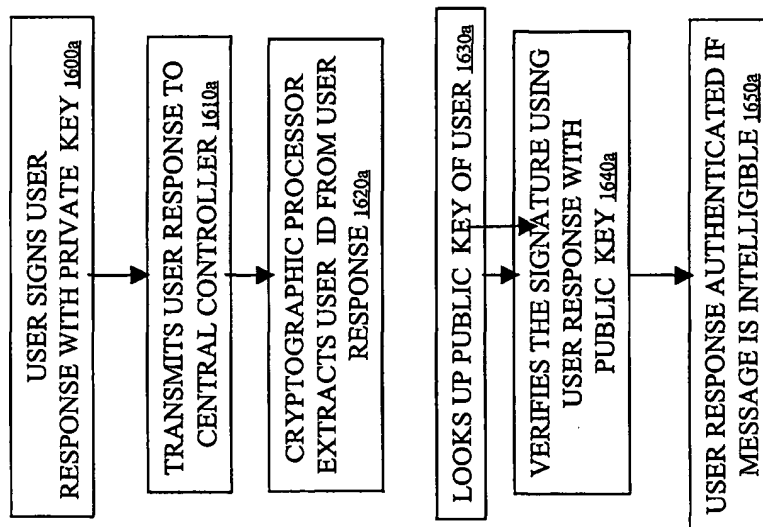 USER SIGNS USER
RESPONSE WITH PRIVATE KEY 1600a
TRANSMITS USER RESPONSE TO
CENTRAL CONTROLLER 1610a
CRYPTOGRAPHIC PROCESSOR
EXTRACTS USER ID FROM USER
RESPONSE 1620a
LOOKS UP PUBLIC KEY OF USER 1630a
VERIFIES THE SIGNATURE USING
USER RESPONSE WITH
PUBLIC KEY 1640a
USER RESPONSE AUTHENTICATED IF
MESSAGE IS INTELLIGIBLE 1650a